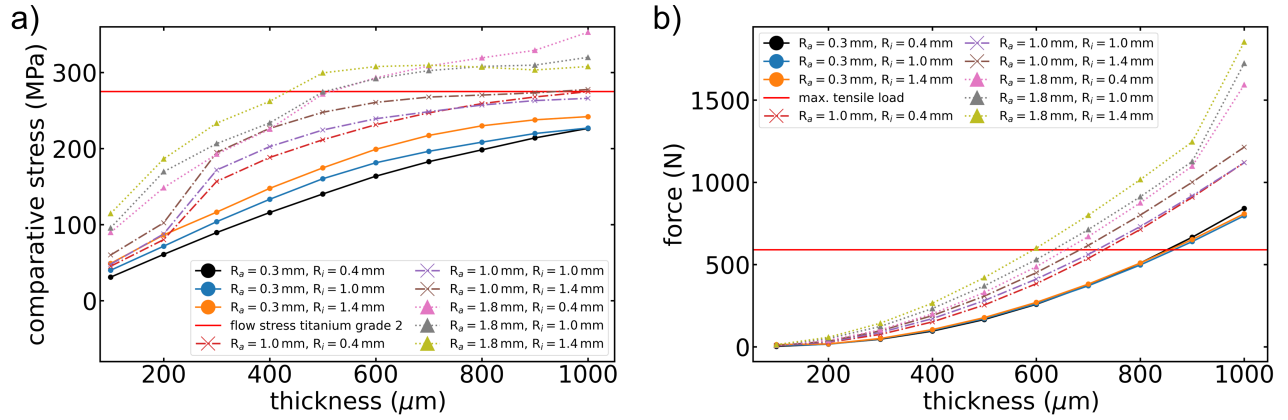 a)
comparative stress (MPa)
300
200
100
0
R_a = 0.3 mm, R_i = 0.4 mm
R_a = 0.3 mm, R_i = 1.0 mm
R_a = 0.3 mm, R_i = 1.4 mm
flow stress titanium grade 2
R_a = 1.0 mm, R_i = 0.4 mm
R_a = 1.0 mm, R_i = 1.0 mm
R_a = 1.0 mm, R_i = 1.4 mm
R_a = 1.8 mm, R_i = 0.4 mm
R_a = 1.8 mm, R_i = 1.0 mm
R_a = 1.8 mm, R_i = 1.4 mm
200 400 600 800 1000
thickness (μm)
b)
force (N)
1500
1000
500
0
R_a = 0.3 mm, R_i = 0.4 mm
R_a = 0.3 mm, R_i = 1.0 mm
R_a = 0.3 mm, R_i = 1.4 mm
max. tensile load
R_a = 1.0 mm, R_i = 0.4 mm
R_a = 1.0 mm, R_i = 1.0 mm
R_a = 1.0 mm, R_i = 1.4 mm
R_a = 1.8 mm, R_i = 0.4 mm
R_a = 1.8 mm, R_i = 1.0 mm
R_a = 1.8 mm, R_i = 1.4 mm
200 400 600 800 1000
thickness (μm)